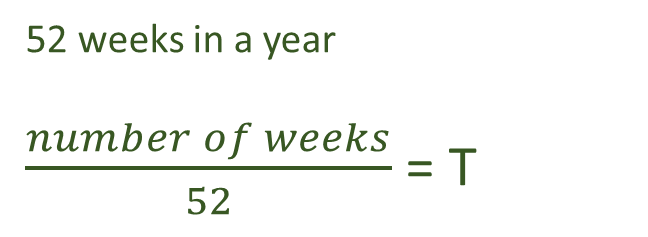 52 weeks in a year
number of weeks
52
= T